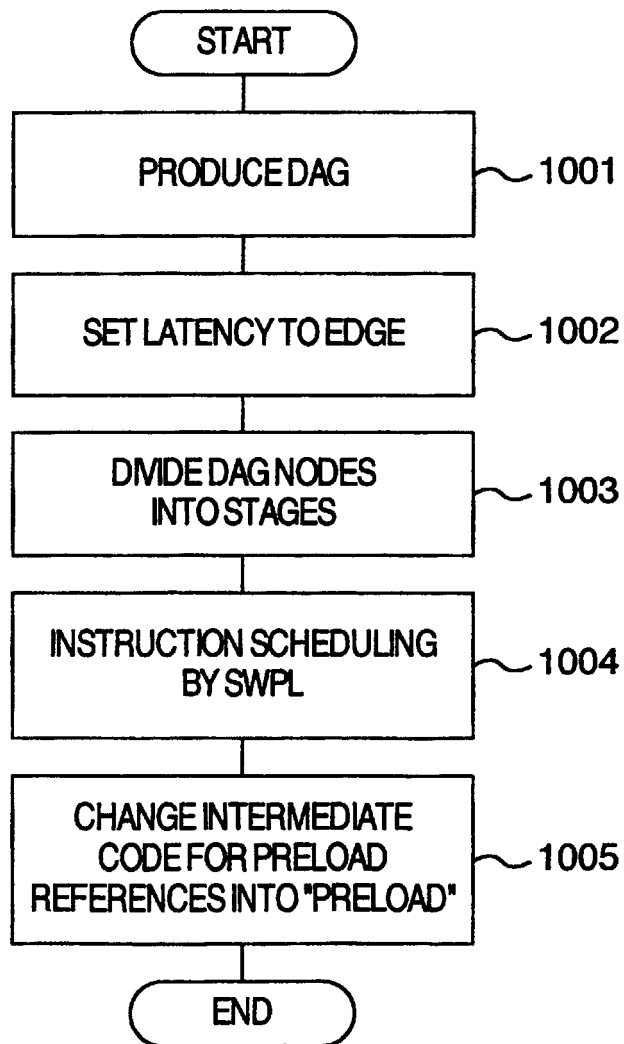 START
PRODUCE DAG
1001
SET LATENCY TO EDGE
1002
DIVIDE DAG NODES
INTO STAGES
1003
INSTRUCTION SCHEDULING
BY SWPL
1004
CHANGE INTERMEDIATE
CODE FOR PRELOAD
REFERENCES INTO "PRELOAD"
1005
END